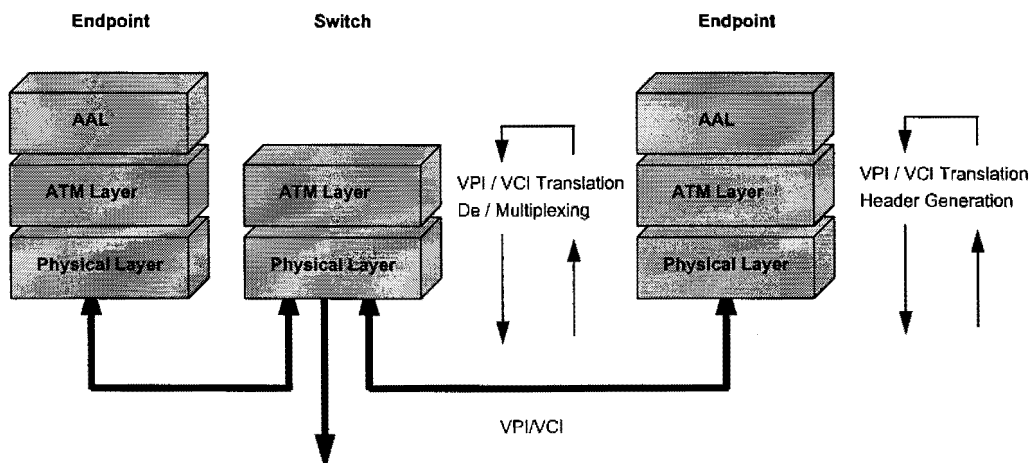 Endpoint
Switch
Endpoint
AAL
ATM Layer
Physical Layer
ATM Layer
Physical Layer
VPI / VCI Translation
De / Multiplexing
AAL
ATM Layer
Physical Layer
VPI / VCI Translation
Header Generation
VPI/VCI